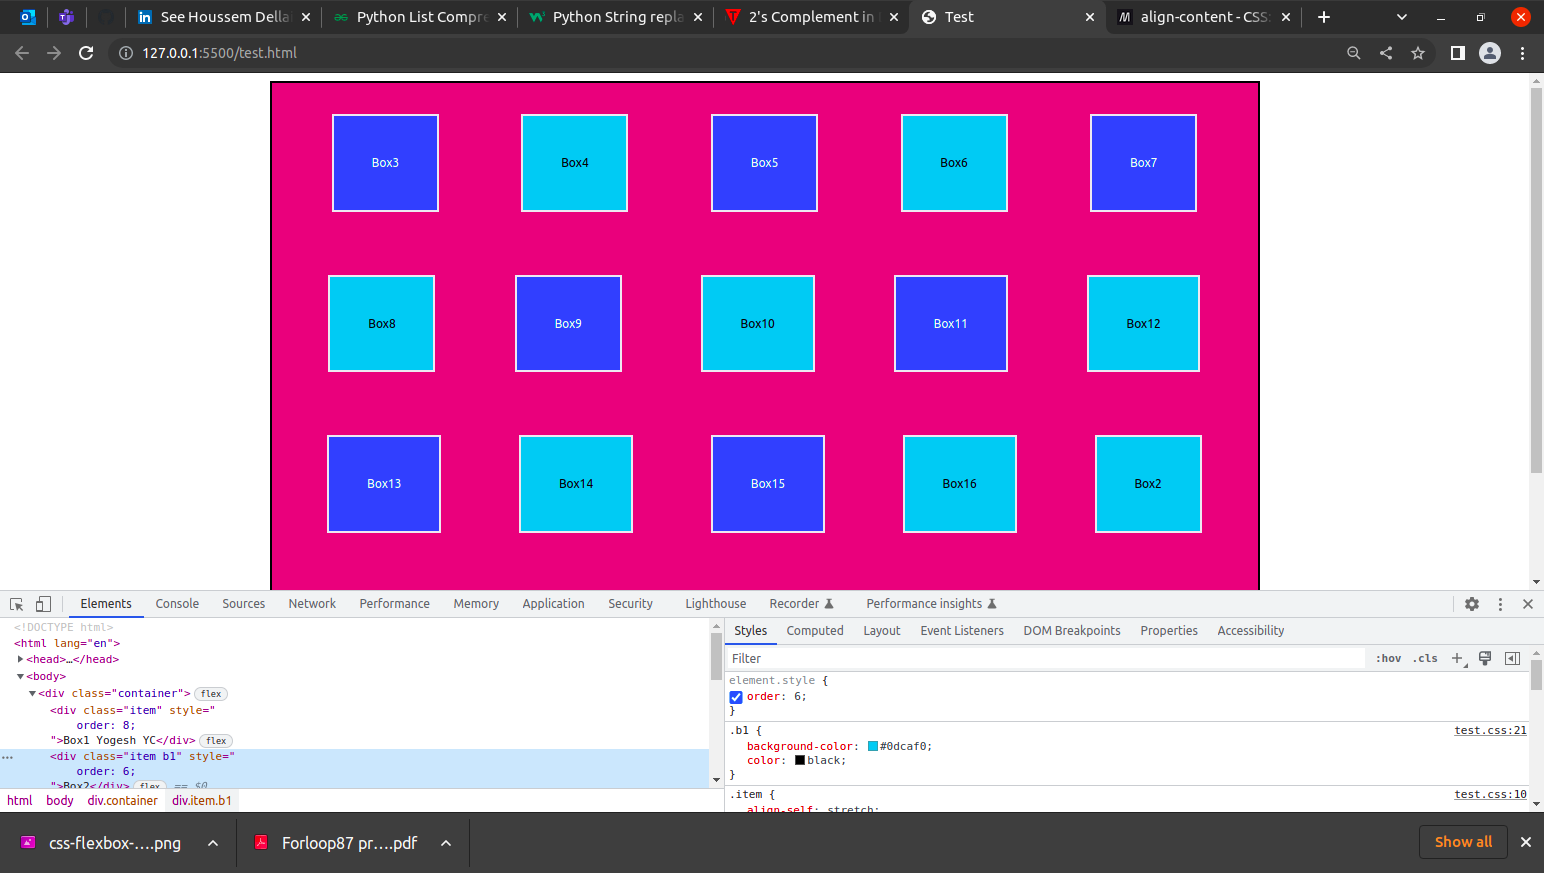 See Houssem Della
Python List Compre
Python String repla
2's Complement in
Test
align-content - CSS:
127.0.0.1:5500/test.html
Box3
Box4
Box5
Box6
Box7
Box8
Box9
Box10
Box11
Box12
Box13
Box14
Box15
Box16
Box2
Elements
Console
Sources
Network
Performance
Memory
Application
Security
Lighthouse
Recorder
Performance insights
<!DOCTYPE html>
<html lang="en">
<head>…</head>
<body>
<div class="container"> flex
<div class="item" style="
order: 8;
">Box1 Yogesh YC</div> flex
<div class="item b1" style="
order: 6;
">Box2</div> flex == $0
html body div.container div.item.b1
Styles
Computed
Layout
Event Listeners
DOM Breakpoints
Properties
Accessibility
Filter
:hov .cls
element.style {
order: 6;
}
.b1 { test.css:21
background-color: #0dcaf0;
color: black;
}
.item { test.css:10
align-self: stretch;
css-flexbox-....png
Forloop87 pr....pdf
Show all